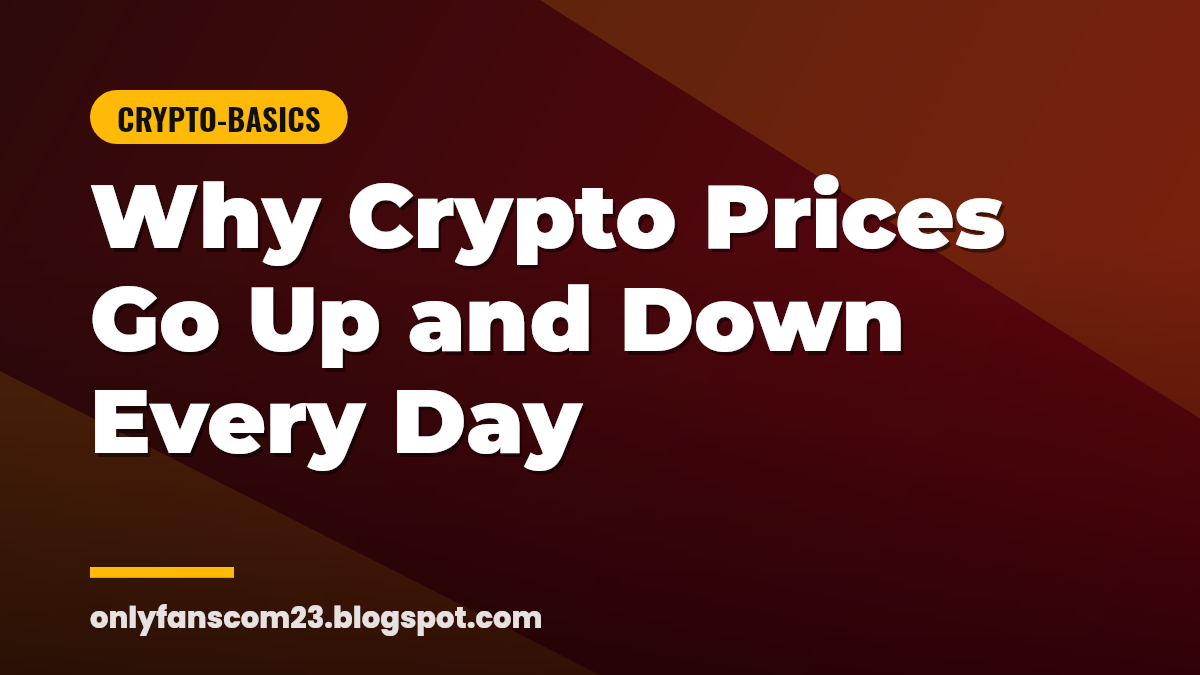 CRYPTO-BASICS
Why Crypto Prices
Go Up and Down
Every Day
onlyfanscom23.blogspot.com